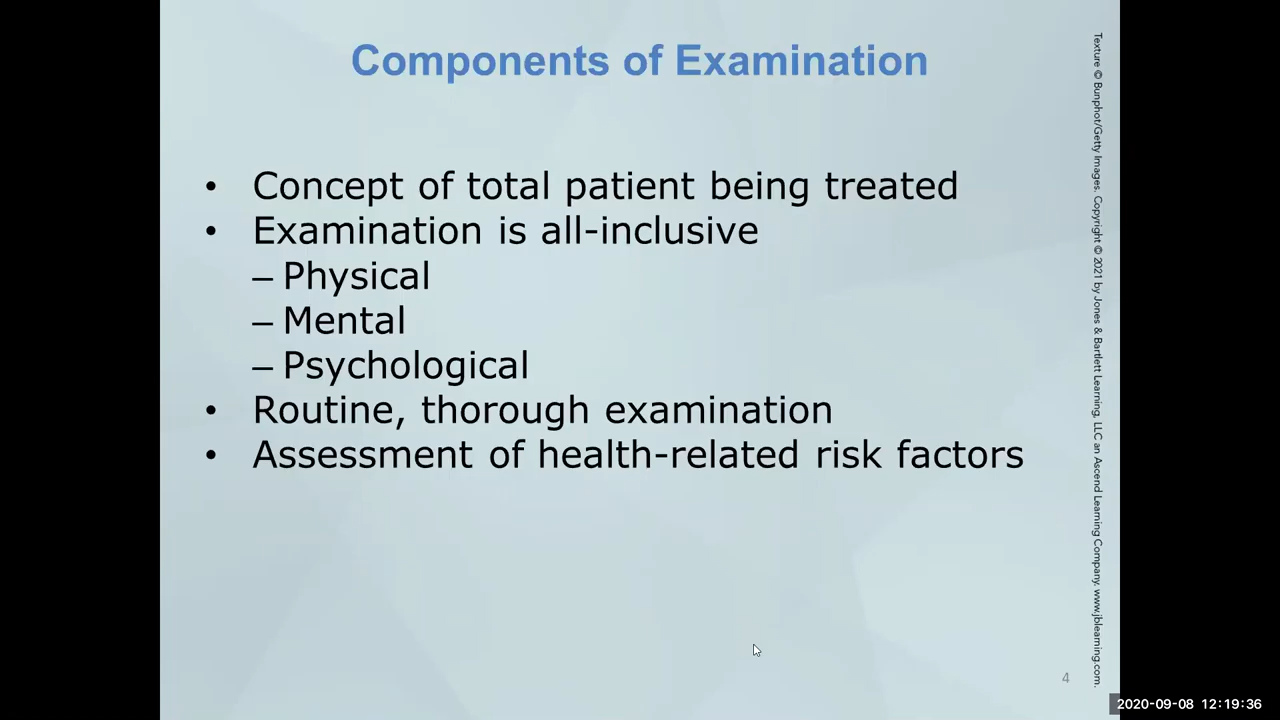 Components of Examination
• Concept of total patient being treated
• Examination is all-inclusive
– Physical
– Mental
– Psychological
• Routine, thorough examination
• Assessment of health-related risk factors
Texture © Bunphot/Getty Images. Copyright © 2021 by Jones & Bartlett Learning, LLC an Ascend Learning Company. www.jblearning.com.
4
2020-09-08 12:19:36